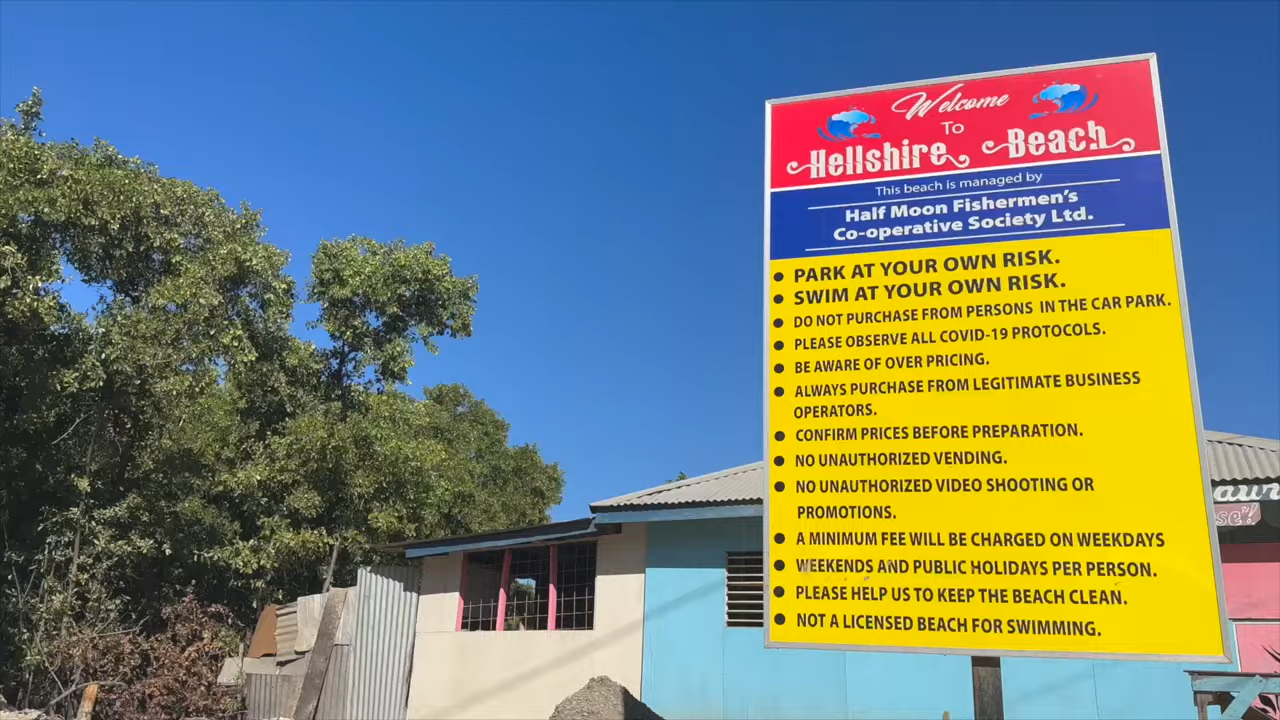 Welcome
To
Hellshire Beach
This beach is managed by
Half Moon Fishermen's
Co-operative Society Ltd.
• PARK AT YOUR OWN RISK.
• SWIM AT YOUR OWN RISK.
• DO NOT PURCHASE FROM PERSONS IN THE CAR PARK.
• PLEASE OBSERVE ALL COVID-19 PROTOCOLS.
• BE AWARE OF OVER PRICING.
• ALWAYS PURCHASE FROM LEGITIMATE BUSINESS
OPERATORS.
• CONFIRM PRICES BEFORE PREPARATION.
• NO UNAUTHORIZED VENDING.
• NO UNAUTHORIZED VIDEO SHOOTING OR
PROMOTIONS.
• A MINIMUM FEE WILL BE CHARGED ON WEEKDAYS
• WEEKENDS AND PUBLIC HOLIDAYS PER PERSON.
• PLEASE HELP US TO KEEP THE BEACH CLEAN.
• NOT A LICENSED BEACH FOR SWIMMING.